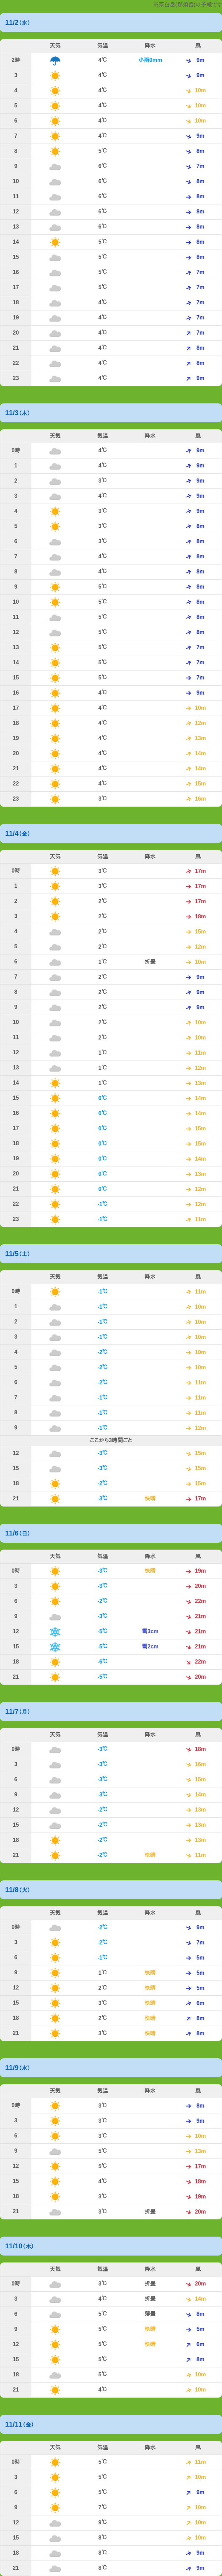 ※茶臼岳(那須岳)の予報です
11/2(水)
天気 気温 降水 風
2時 4℃ 小雨0mm 9m
3 4℃ 9m
4 4℃ 10m
5 4℃ 10m
6 4℃ 10m
7 4℃ 9m
8 5℃ 8m
9 6℃ 7m
10 6℃ 8m
11 6℃ 8m
12 6℃ 8m
13 6℃ 8m
14 5℃ 8m
15 5℃ 8m
16 5℃ 7m
17 5℃ 7m
18 4℃ 7m
19 4℃ 7m
20 4℃ 7m
21 4℃ 8m
22 4℃ 8m
23 4℃ 9m
11/3(木)
天気 気温 降水 風
0時 4℃ 9m
1 4℃ 9m
2 3℃ 9m
3 4℃ 9m
4 3℃ 9m
5 3℃ 8m
6 3℃ 8m
7 4℃ 8m
8 4℃ 8m
9 5℃ 8m
10 5℃ 8m
11 5℃ 8m
12 5℃ 8m
13 5℃ 7m
14 5℃ 7m
15 5℃ 7m
16 4℃ 9m
17 4℃ 10m
18 4℃ 12m
19 4℃ 13m
20 4℃ 14m
21 4℃ 14m
22 4℃ 15m
23 3℃ 16m
11/4(金)
天気 気温 降水 風
0時 3℃ 17m
1 3℃ 17m
2 2℃ 17m
3 2℃ 18m
4 2℃ 15m
5 2℃ 12m
6 1℃ 折曇 10m
7 2℃ 9m
8 2℃ 9m
9 2℃ 9m
10 2℃ 10m
11 2℃ 10m
12 1℃ 11m
13 1℃ 12m
14 1℃ 13m
15 0℃ 14m
16 0℃ 14m
17 0℃ 15m
18 0℃ 15m
19 0℃ 14m
20 0℃ 13m
21 0℃ 12m
22 -1℃ 12m
23 -1℃ 11m
11/5(土)
天気 気温 降水 風
0時 -1℃ 11m
1 -1℃ 10m
2 -1℃ 10m
3 -1℃ 10m
4 -2℃ 10m
5 -2℃ 10m
6 -2℃ 11m
7 -1℃ 11m
8 -1℃ 11m
9 -1℃ 12m
ここから3時間ごと
12 -3℃ 15m
15 -3℃ 15m
18 -2℃ 15m
21 -3℃ 快晴 17m
11/6(日)
天気 気温 降水 風
0時 -3℃ 快晴 19m
3 -3℃ 20m
6 -2℃ 22m
9 -3℃ 21m
12 -5℃ 雪3cm 21m
15 -5℃ 雪2cm 21m
18 -6℃ 22m
21 -5℃ 20m
11/7(月)
天気 気温 降水 風
0時 -3℃ 18m
3 -3℃ 16m
6 -3℃ 15m
9 -3℃ 14m
12 -2℃ 13m
15 -2℃ 13m
18 -2℃ 13m
21 -2℃ 快晴 11m
11/8(火)
天気 気温 降水 風
0時 -2℃ 9m
3 -2℃ 7m
6 -1℃ 5m
9 1℃ 快晴 5m
12 2℃ 快晴 5m
15 3℃ 快晴 6m
18 2℃ 快晴 8m
21 3℃ 快晴 8m
11/9(水)
天気 気温 降水 風
0時 3℃ 8m
3 3℃ 9m
6 3℃ 10m
9 5℃ 13m
12 5℃ 17m
15 4℃ 18m
18 3℃ 19m
21 3℃ 折曇 20m
11/10(木)
天気 気温 降水 風
0時 3℃ 折曇 20m
3 4℃ 折曇 14m
6 5℃ 薄曇 8m
9 5℃ 快晴 5m
12 5℃ 快晴 6m
15 5℃ 8m
18 5℃ 10m
21 4℃ 10m
11/11(金)
天気 気温 降水 風
0時 5℃ 11m
3 5℃ 10m
6 5℃ 9m
9 7℃ 10m
12 9℃ 10m
15 8℃ 10m
18 8℃ 9m
21 8℃ 9m